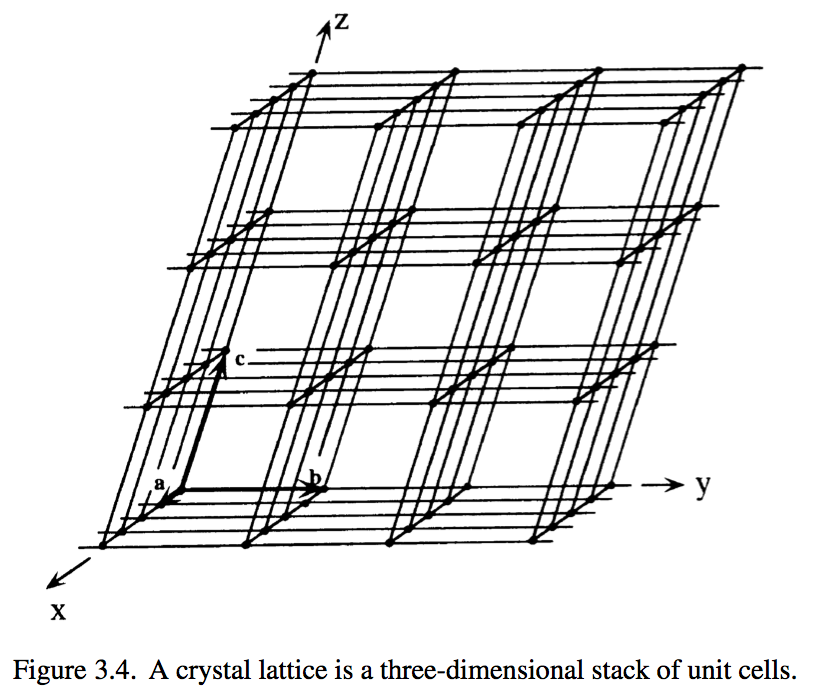 z
c
a
b
y
x
Figure 3.4. A crystal lattice is a three-dimensional stack of unit cells.